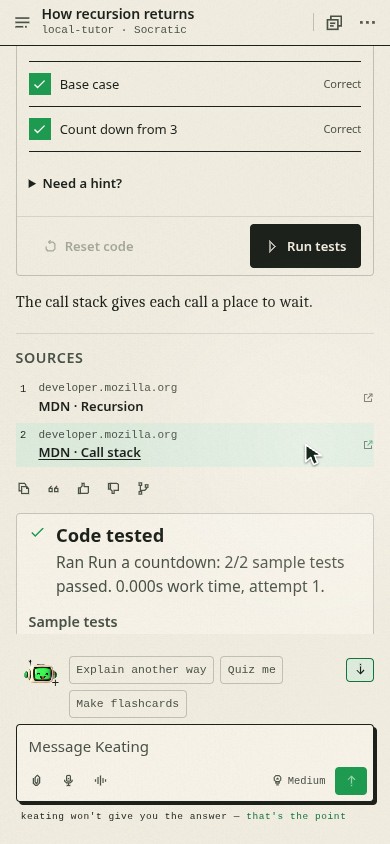 How recursion returns
local-tutor · Socratic
Base case
Correct
Count down from 3
Correct
Need a hint?
Reset code
Run tests
The call stack gives each call a place to wait.
SOURCES
1 developer.mozilla.org
MDN · Recursion
2 developer.mozilla.org
MDN · Call stack
Code tested
Ran Run a countdown: 2/2 sample tests
passed. 0.000s work time, attempt 1.
Sample tests
Explain another way
Quiz me
Make flashcards
Message Keating
Medium
keating won't give you the answer — that's the point